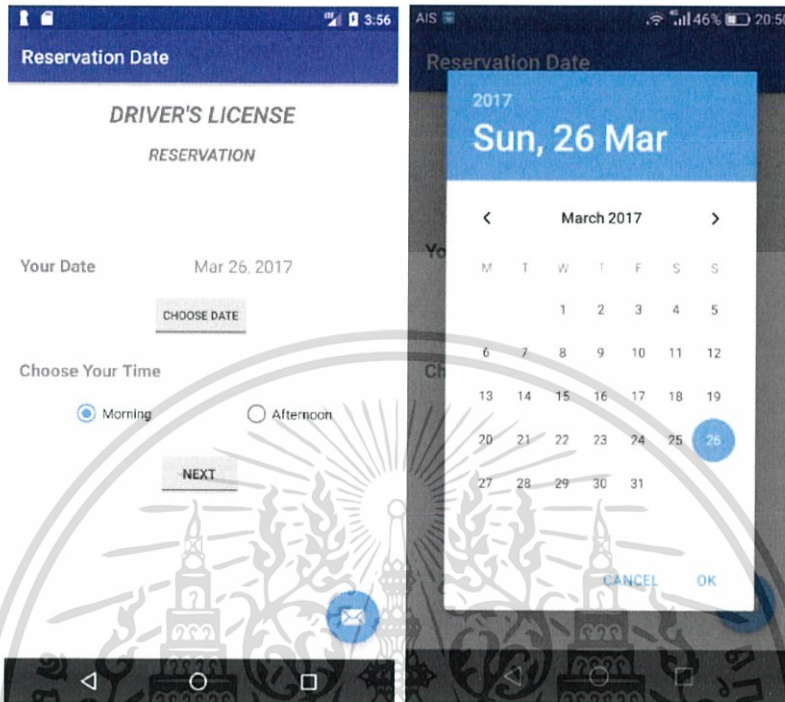 3:56
Reservation Date
DRIVER'S LICENSE
RESERVATION
Your Date Mar 26, 2017
CHOOSE DATE
Choose Your Time
Morning Afternoon
NEXT
AIS 46% 20:50
Reservation Date
2017
Sun, 26 Mar
March 2017
M T W T F S S
1 2 3 4 5
6 7 8 9 10 11 12
13 14 15 16 17 18 19
20 21 22 23 24 25 26
27 28 29 30 31
CANCEL OK
Yo
Ch